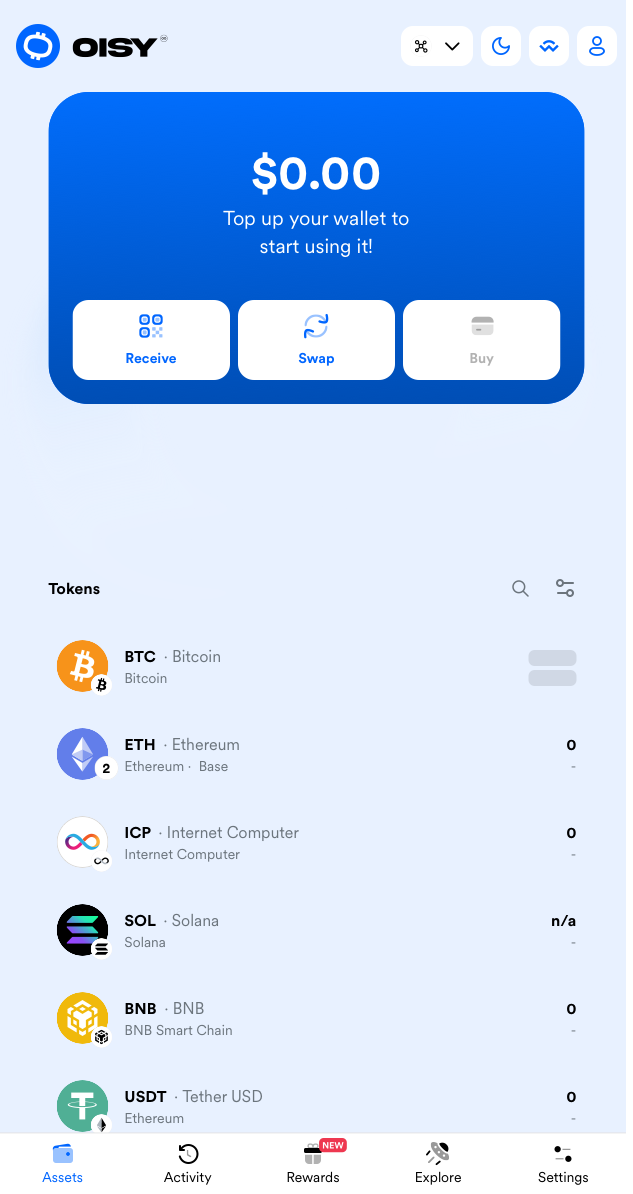 OISY
$0.00
Top up your wallet to
start using it!
Receive
Swap
Buy
Tokens
BTC · Bitcoin
Bitcoin
ETH · Ethereum
0
2
Ethereum · Base
-
ICP · Internet Computer
0
Internet Computer
-
SOL · Solana
n/a
Solana
-
BNB · BNB
0
BNB Smart Chain
-
USDT · Tether USD
0
Ethereum
-
NEW
Assets
Activity
Rewards
Explore
Settings